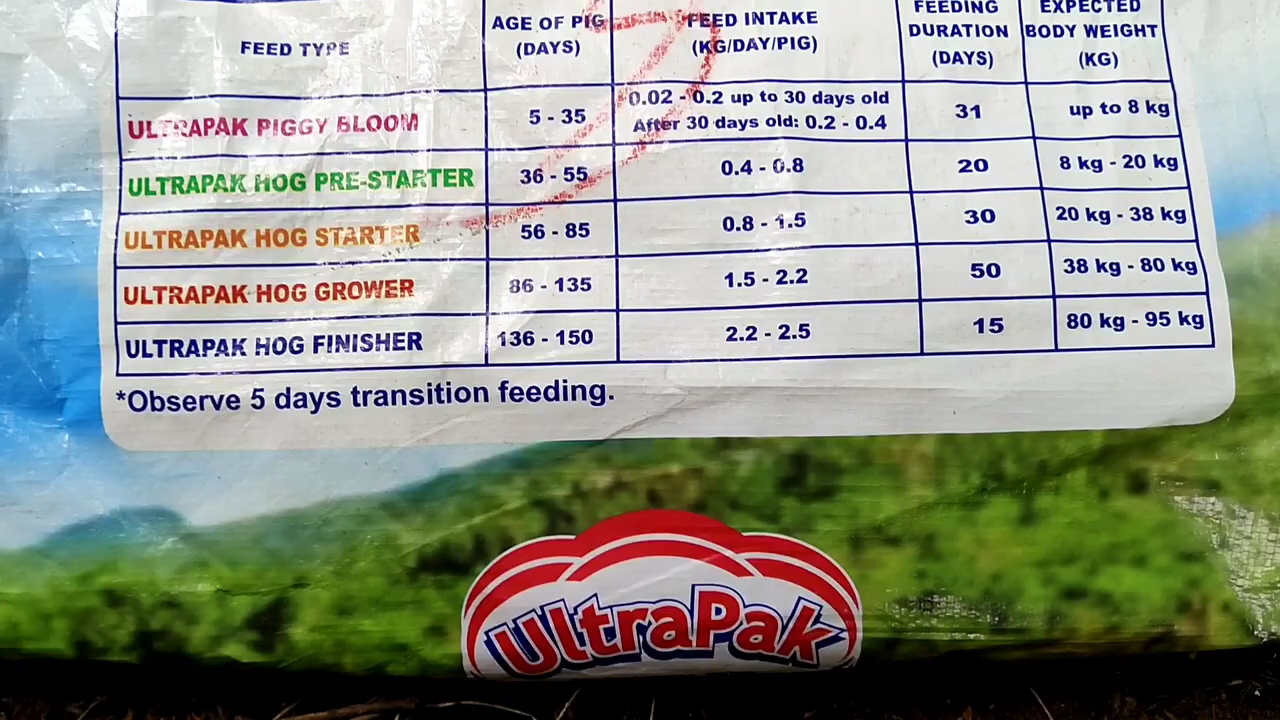 FEED TYPE AGE OF PIG (DAYS) FEED INTAKE (KG/DAY/PIG) FEEDING DURATION (DAYS) EXPECTED BODY WEIGHT (KG)
ULTRAPAK PIGGY BLOOM 5 - 35 0.02 - 0.2 up to 30 days old After 30 days old: 0.2 - 0.4 31 up to 8 kg
ULTRAPAK HOG PRE-STARTER 36 - 55 0.4 - 0.8 20 8 kg - 20 kg
ULTRAPAK HOG STARTER 56 - 85 0.8 - 1.5 30 20 kg - 38 kg
ULTRAPAK HOG GROWER 86 - 135 1.5 - 2.2 50 38 kg - 80 kg
ULTRAPAK HOG FINISHER 136 - 150 2.2 - 2.5 15 80 kg - 95 kg
*Observe 5 days transition feeding.
UltraPak